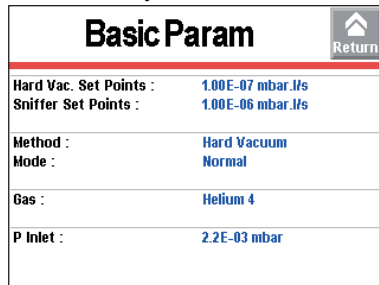 Basic Param
Return
Hard Vac. Set Points : 1.00E-07 mbar.l/s
Sniffer Set Points : 1.00E-06 mbar.l/s
Method : Hard Vacuum
Mode : Normal
Gas : Helium 4
P Inlet : 2.2E-03 mbar